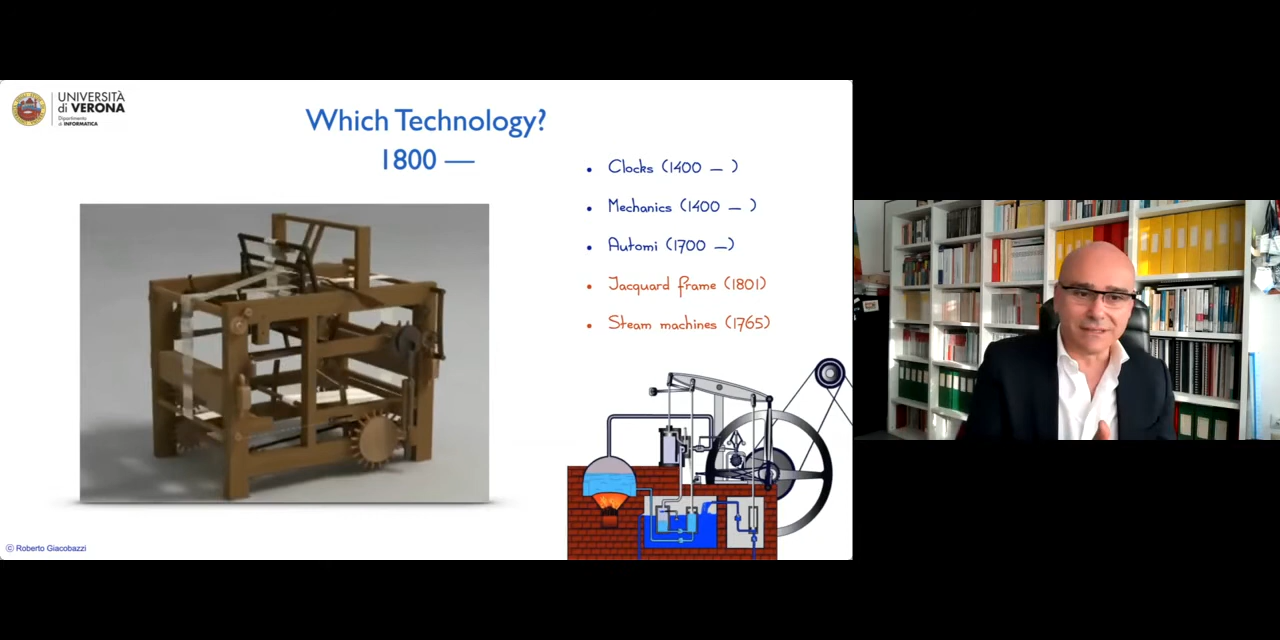 UNIVERSITÀ
di VERONA
Dipartimento
di INFORMATICA
Which Technology?
1800 —
• Clocks (1400 — )
• Mechanics (1400 — )
• Automi (1700 —)
• Jacquard frame (1801)
• Steam machines (1765)
© Roberto Giacobazzi